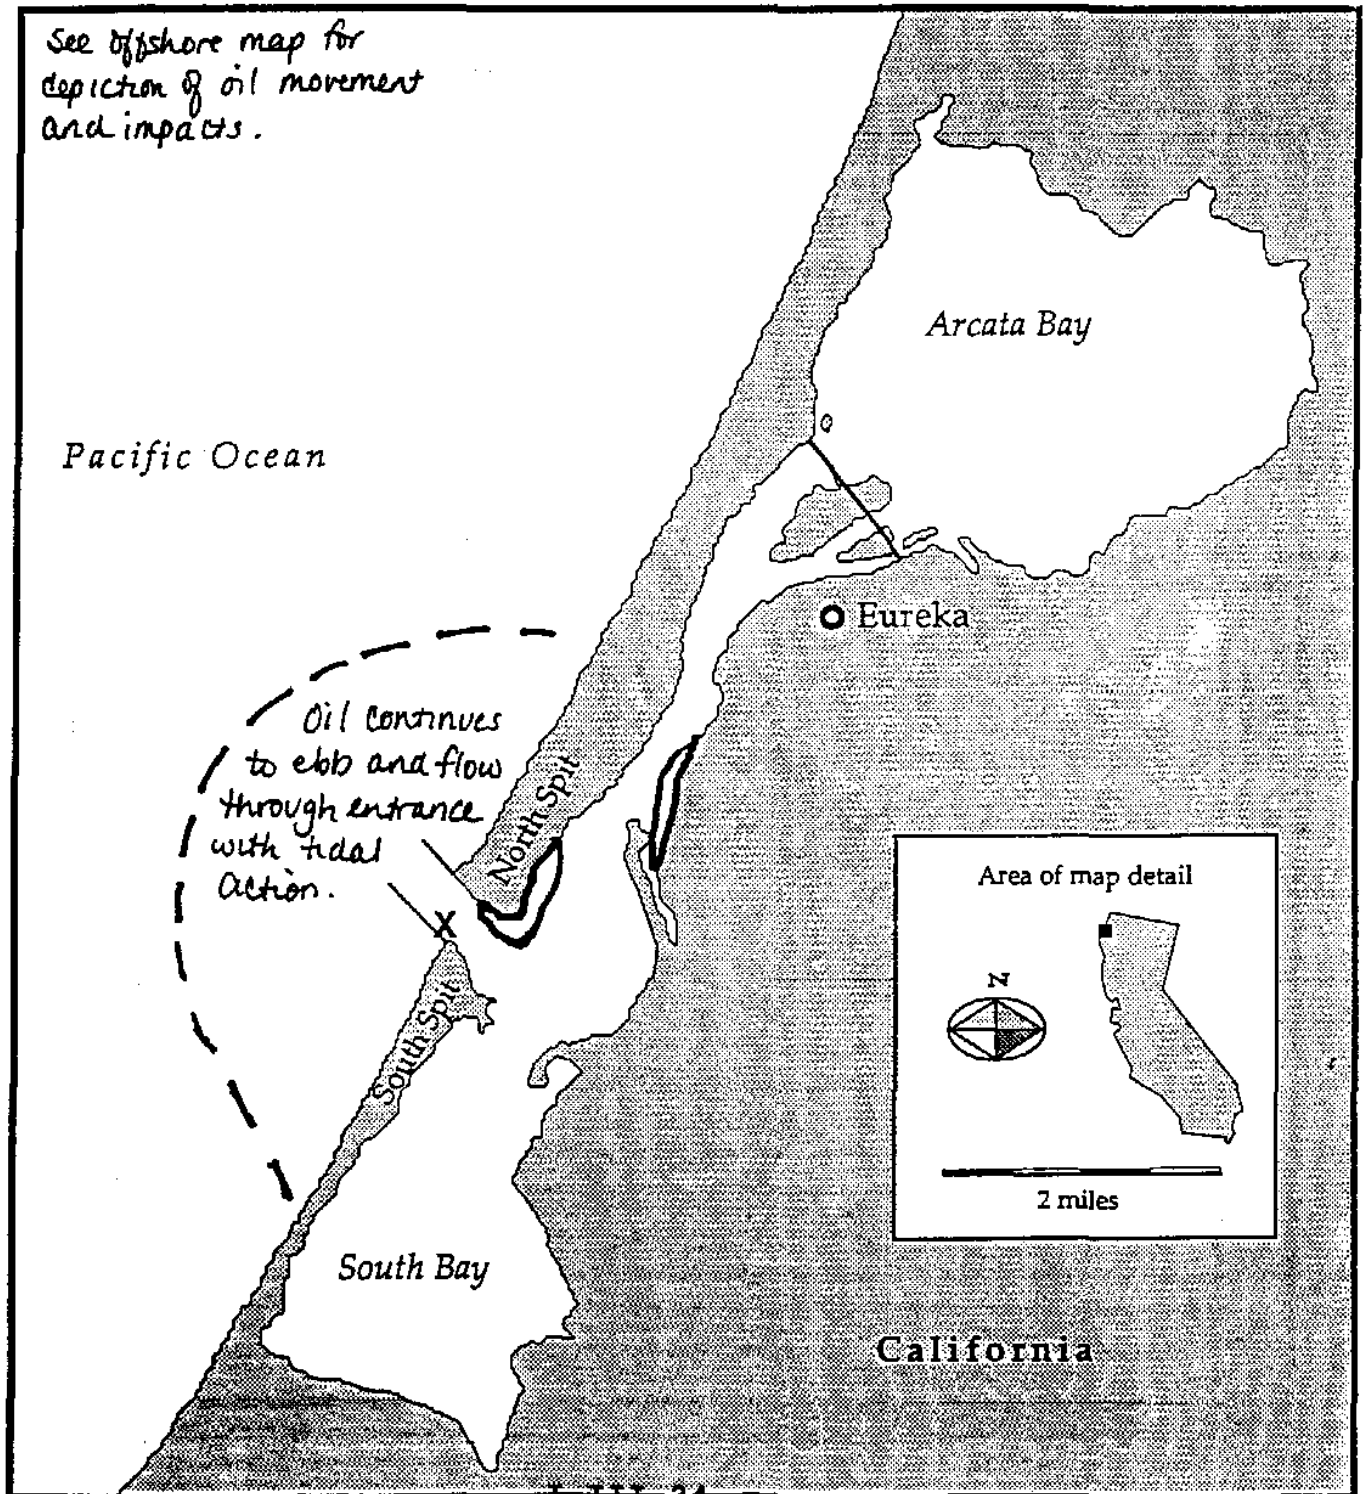 See offshore map for
depiction of oil movement
and impacts.
Arcata Bay
Pacific Ocean
Eureka
Oil continues
to ebb and flow
through entrance
with tidal
action.
North Spit
X
South Spit
Area of map detail
N
2 miles
South Bay
California